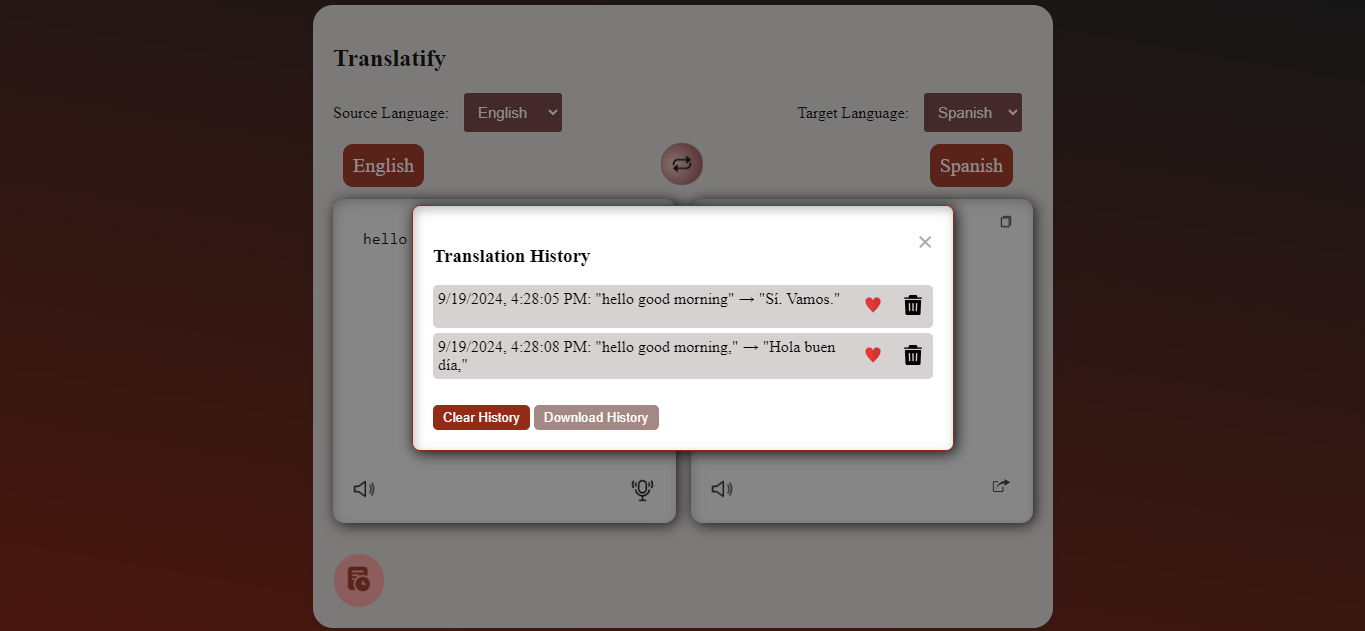 Translatify
Source Language: English
Target Language: Spanish
English
Spanish
hello
Translation History
×
9/19/2024, 4:28:05 PM: "hello good morning" → "Sí. Vamos."
9/19/2024, 4:28:08 PM: "hello good morning," → "Hola buen
día,"
Clear History
Download History